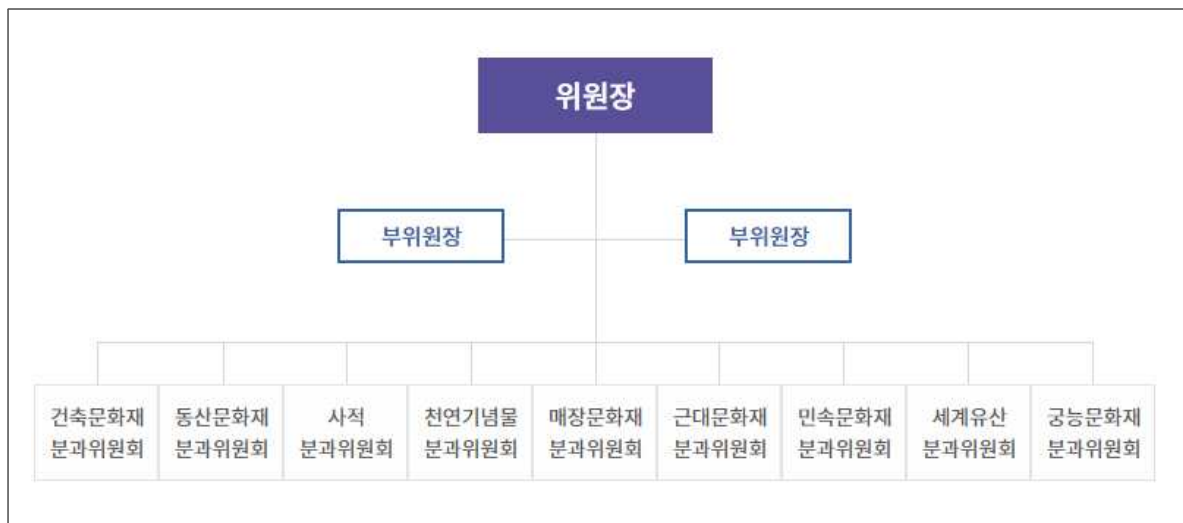 위원장
부위원장
부위원장
건축문화재
분과위원회
동산문화재
분과위원회
사적
분과위원회
천연기념물
분과위원회
매장문화재
분과위원회
근대문화재
분과위원회
민속문화재
분과위원회
세계유산
분과위원회
궁능문화재
분과위원회